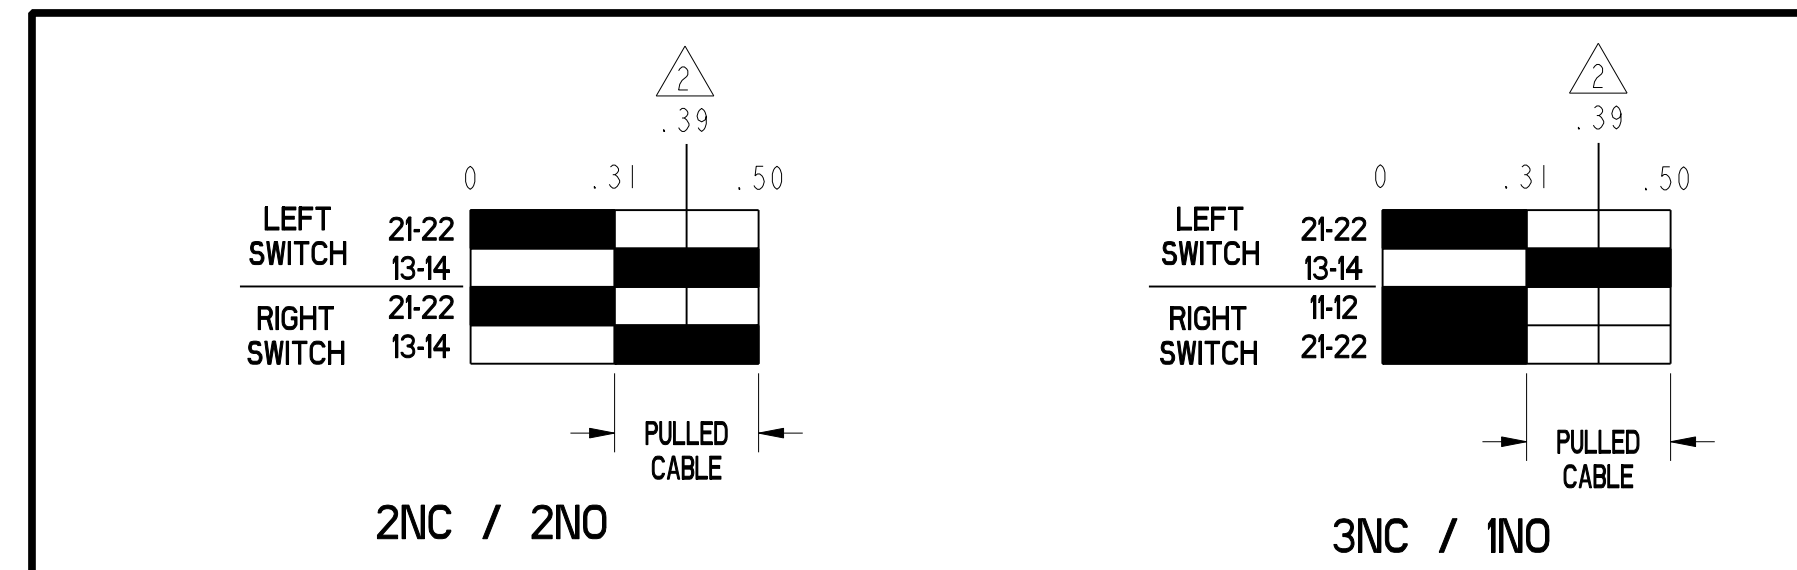 2
.39
0 .31 .50
LEFT
SWITCH
21-22
13-14
RIGHT
SWITCH
21-22
13-14
PULLED
CABLE
2NC / 2NO
2
.39
0 .31 .50
LEFT
SWITCH
21-22
13-14
RIGHT
SWITCH
11-12
21-22
PULLED
CABLE
3NC / 1NO